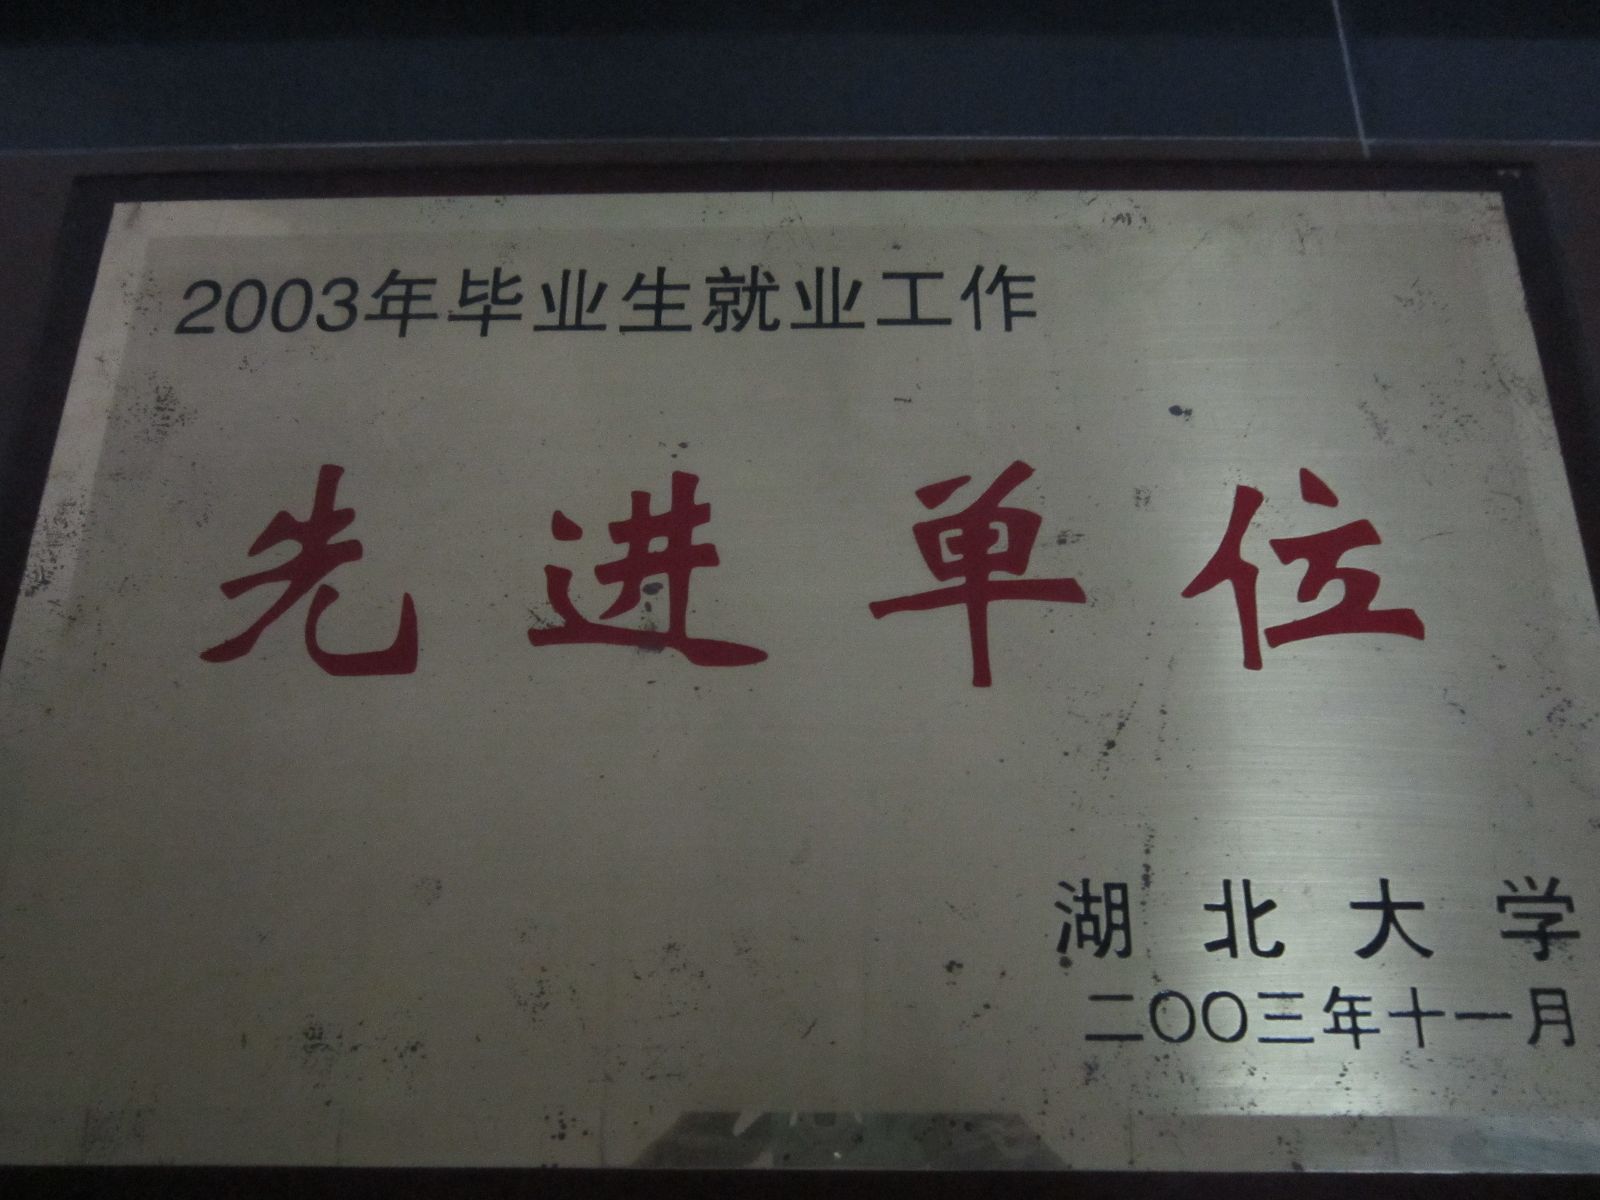 2003年毕业生就业工作
先进单位
湖北大学
二〇〇三年十一月